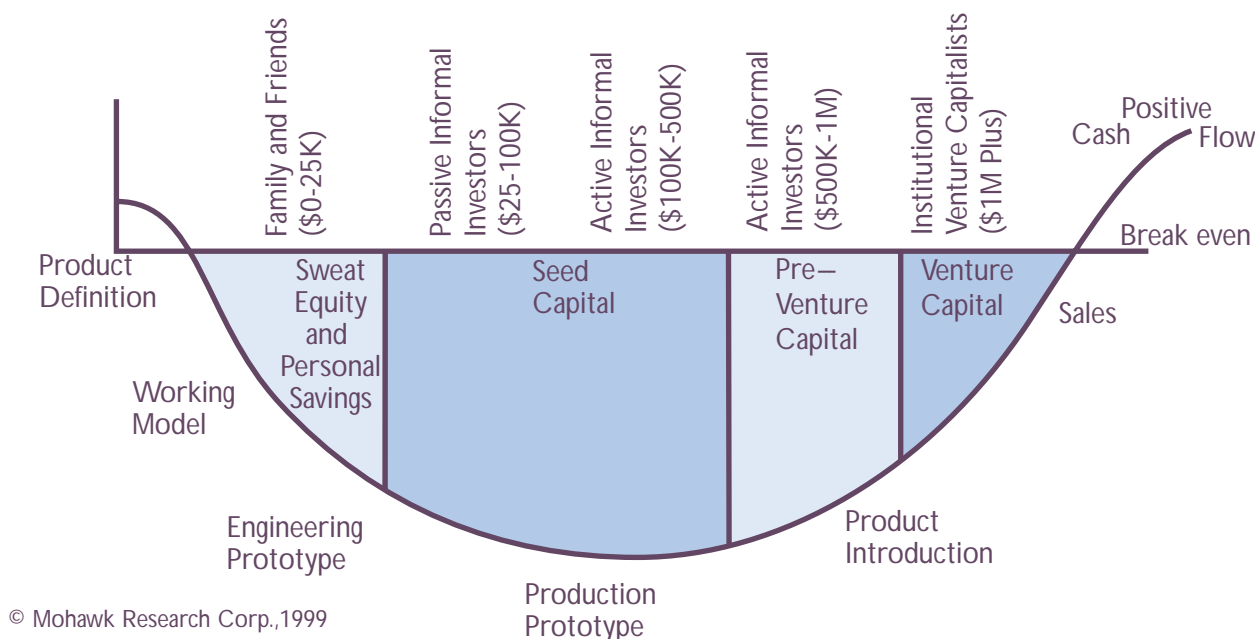 Family and Friends
($0-25K)
Passive Informal
Investors
($25-100K)
Active Informal
Investors
($100K-500K)
Active Informal
Investors
($500K-1M)
Institutional
Venture Capitalists
($1M Plus)
Positive
Cash Flow
Break even
Product
Definition
Sweat
Equity
and
Personal
Savings
Seed
Capital
Pre–
Venture
Capital
Venture
Capital
Sales
Working
Model
Engineering
Prototype
Production
Prototype
Product
Introduction
© Mohawk Research Corp.,1999